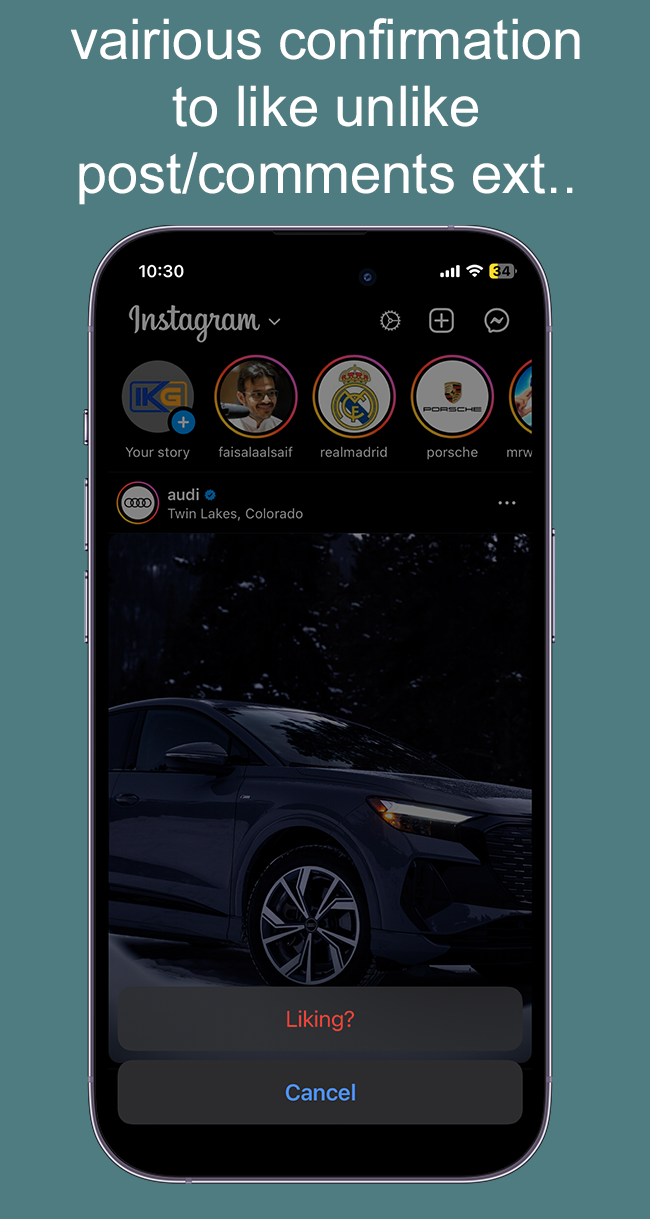 vairious confirmation
to like unlike
post/comments ext..
10:30
34
Instagram
IKG
PORSCHE
Your story
faisalaalsaif
realmadrid
porsche
mrw
audi
Twin Lakes, Colorado
Liking?
Cancel